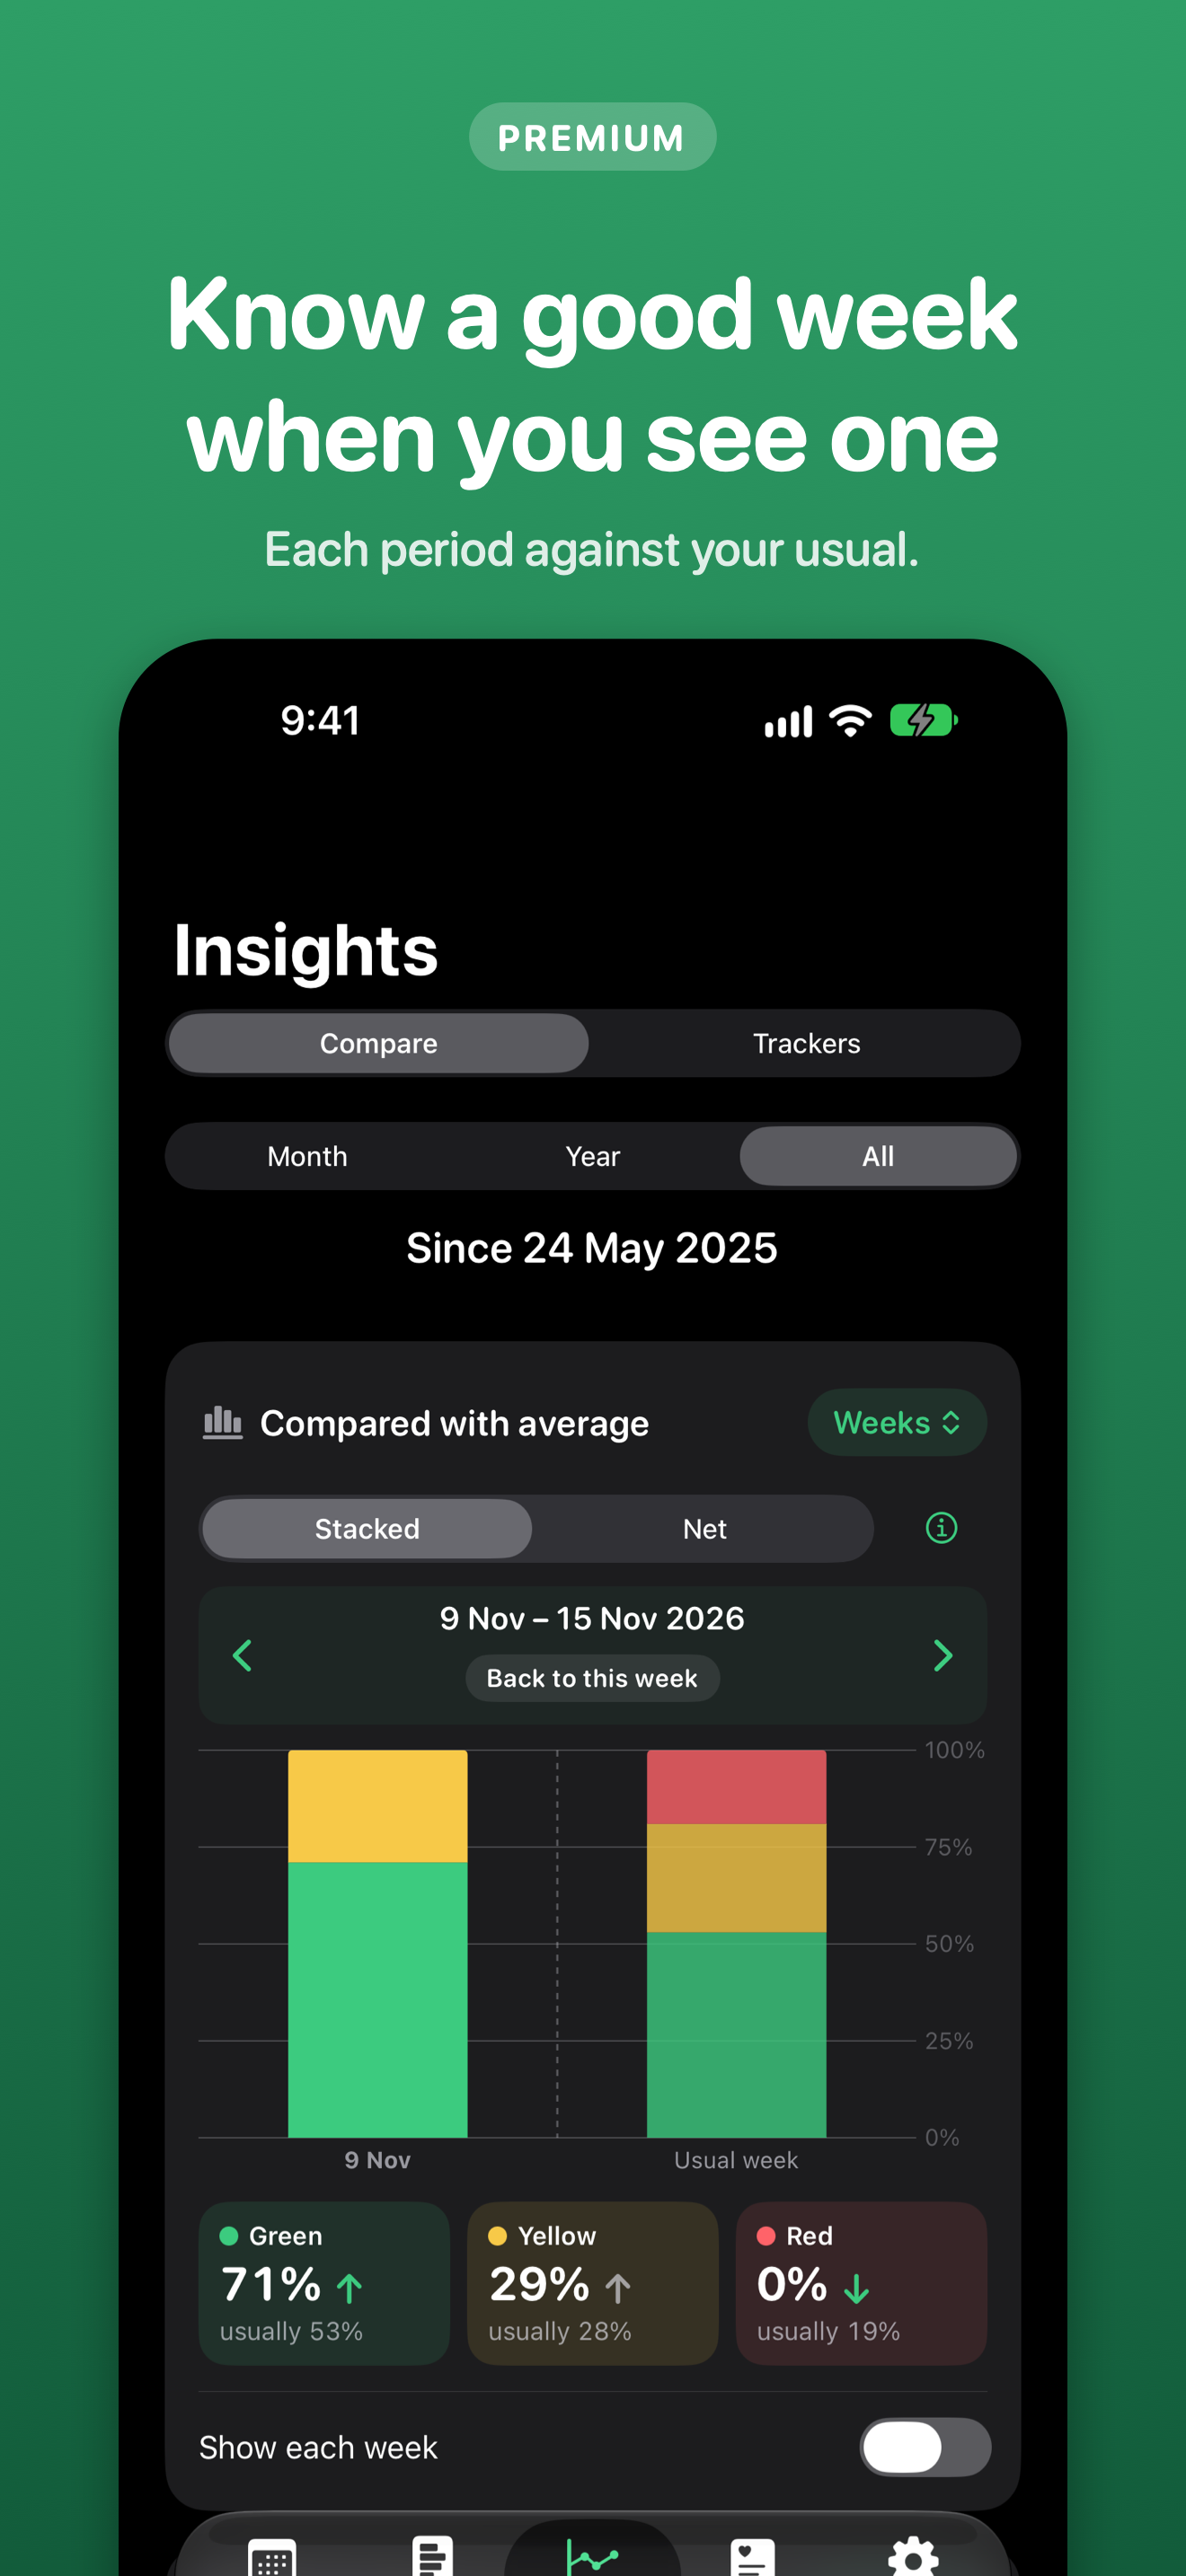 PREMIUM
Know a good week
when you see one
Each period against your usual.
9:41
Insights
Compare
Trackers
Month
Year
All
Since 24 May 2025
Compared with average
Weeks
Stacked
Net
9 Nov – 15 Nov 2026
Back to this week
100%
75%
50%
25%
0%
9 Nov
Usual week
Green
71%
usually 53%
Yellow
29%
usually 28%
Red
0%
usually 19%
Show each week